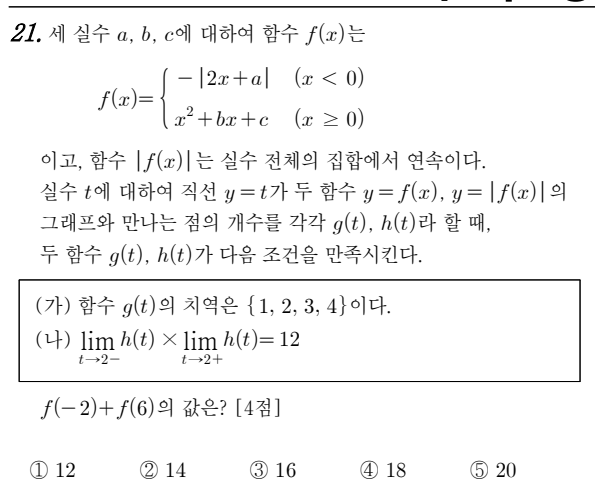 21. 세 실수 a, b, c에 대하여 함수 f(x)는
f(x)= { -|2x+a| (x < 0)
x²+bx+c (x ≥ 0)
이고, 함수 |f(x)|는 실수 전체의 집합에서 연속이다.
실수 t에 대하여 직선 y=t가 두 함수 y=f(x), y=|f(x)|의
그래프와 만나는 점의 개수를 각각 g(t), h(t)라 할 때,
두 함수 g(t), h(t)가 다음 조건을 만족시킨다.
(가) 함수 g(t)의 치역은 {1, 2, 3, 4}이다.
(나) lim h(t) × lim h(t)= 12
t→2- t→2+
f(-2)+f(6)의 값은? [4점]
① 12 ② 14 ③ 16 ④ 18 ⑤ 20